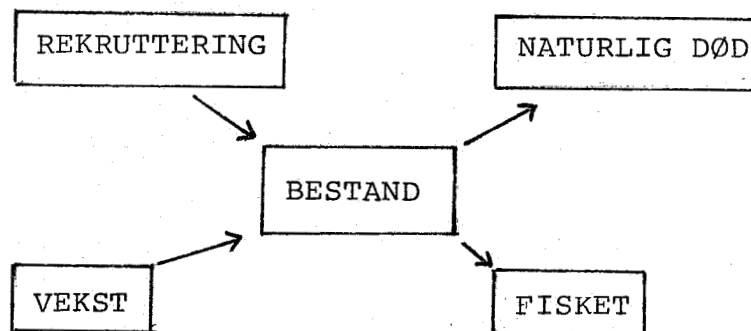 REKRUTTERING
NATURLIG DØD
BESTAND
VEKST
FISKET